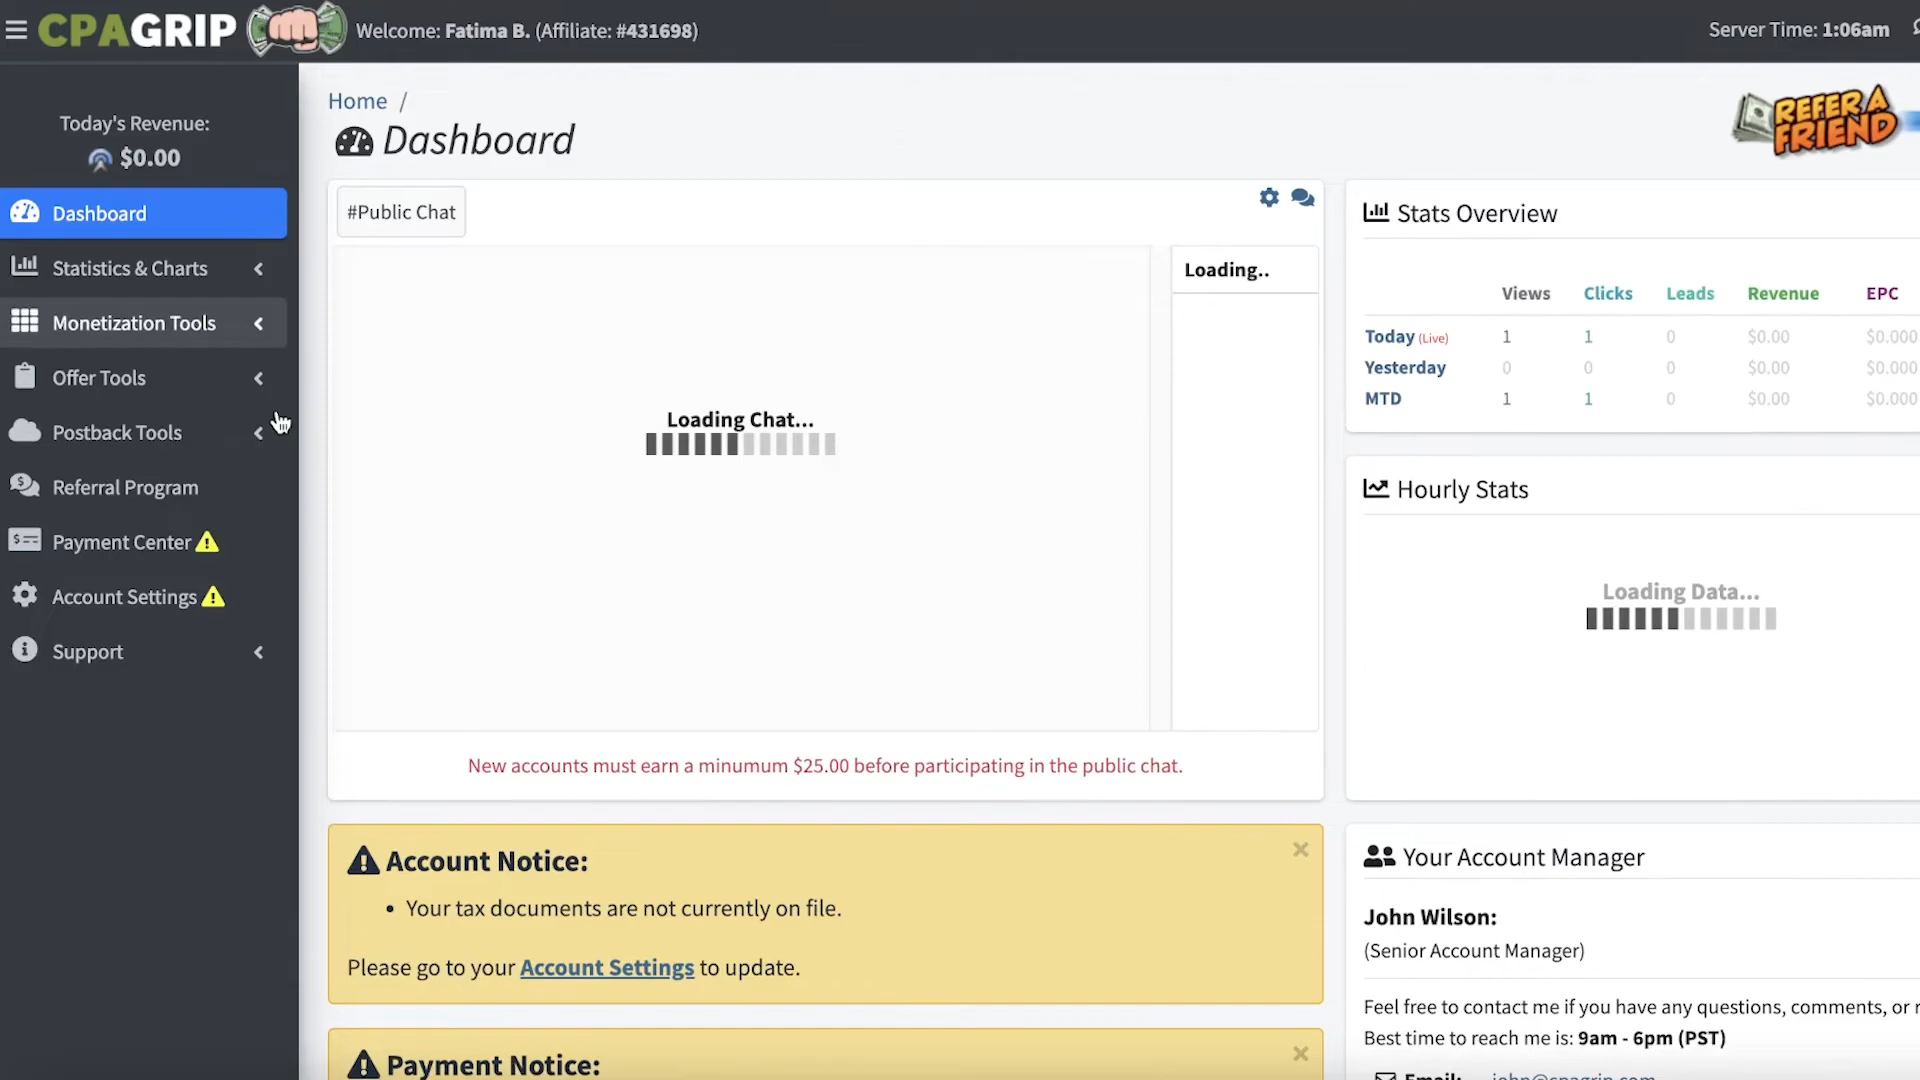 CPAGRIP Welcome: Fatima B. (Affiliate: #431698) Server Time: 1:06am
Today's Revenue:
$0.00
Dashboard
Statistics & Charts
Monetization Tools
Offer Tools
Postback Tools
Referral Program
Payment Center
Account Settings
Support
Home /
Dashboard
REFER A
FRIEND
#Public Chat
Loading..
Loading Chat...
New accounts must earn a minumum $25.00 before participating in the public chat.
Account Notice:
• Your tax documents are not currently on file.
Please go to your Account Settings to update.
Payment Notice:
Stats Overview
Views Clicks Leads Revenue EPC
Today (Live) 1 1 0 $0.00 $0.000
Yesterday 0 0 0 $0.00 $0.000
MTD 1 1 0 $0.00 $0.000
Hourly Stats
Loading Data...
Your Account Manager
John Wilson:
(Senior Account Manager)
Feel free to contact me if you have any questions, comments, or
Best time to reach me is: 9am - 6pm (PST)
Email: john@cpagrip.com